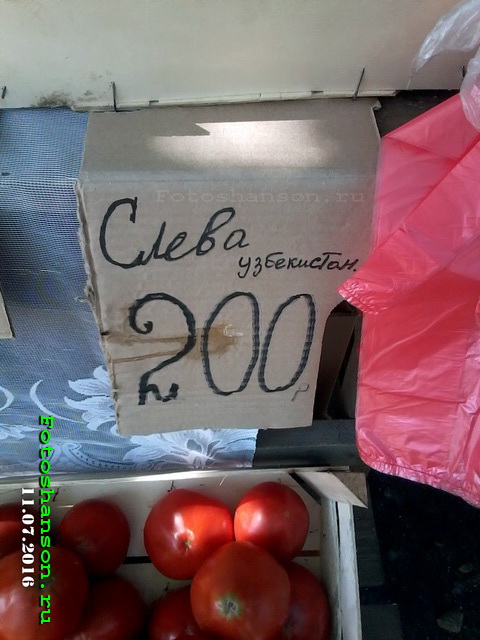 Fotoshanson.ru
Слева
узбекистан.
200
р
Fotoshanson.ru
11.07.2016